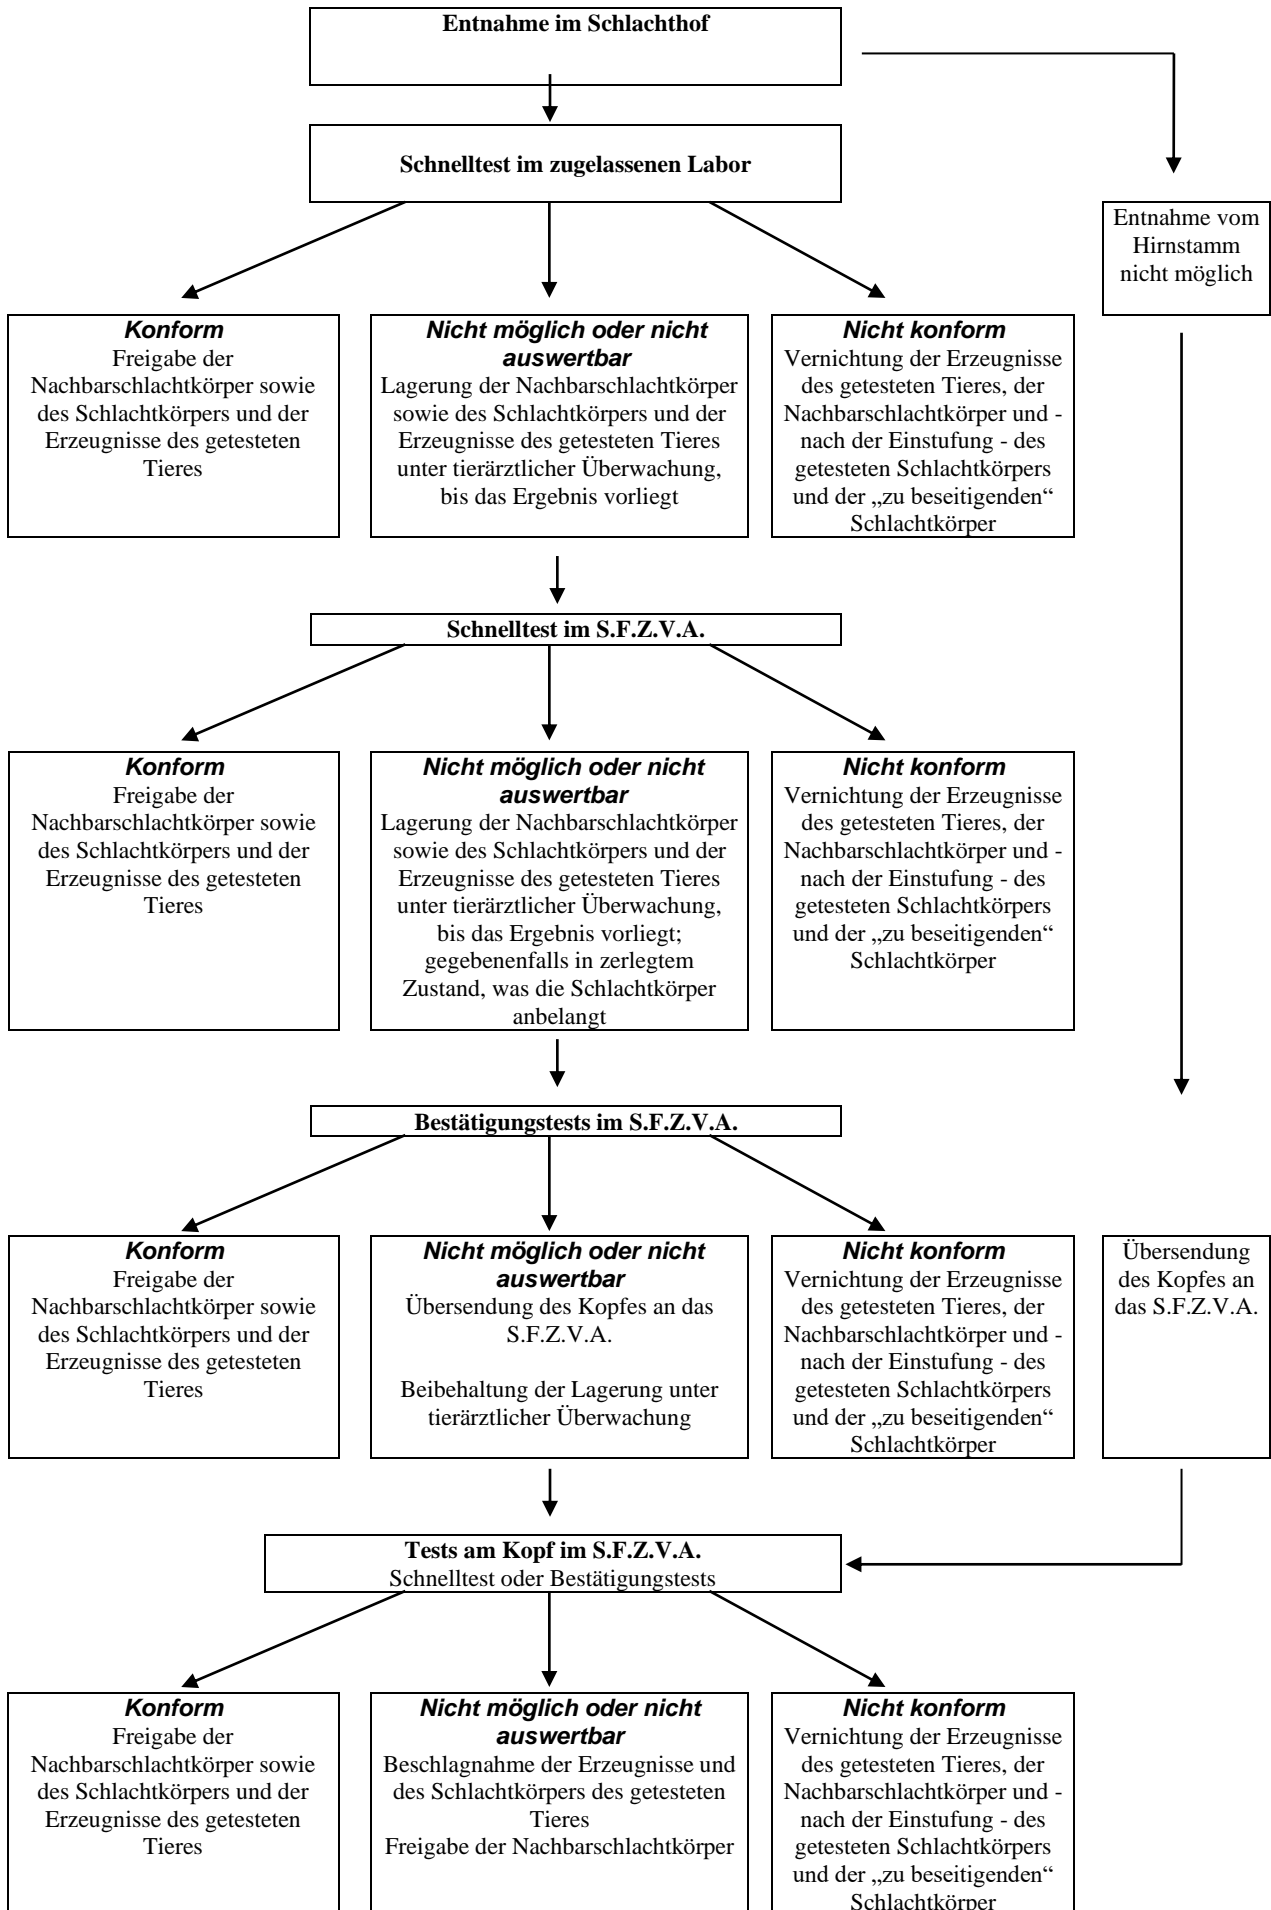 Entnahme im Schlachthof
Schnelltest im zugelassenen Labor
Entnahme vom
Hirnstamm
nicht möglich
Konform
Freigabe der
Nachbarschlachtkörper sowie
des Schlachtkörpers und der
Erzeugnisse des getesteten
Tieres
Nicht möglich oder nicht
auswertbar
Lagerung der Nachbarschlachtkörper
sowie des Schlachtkörpers und der
Erzeugnisse des getesteten Tieres
unter tierärztlicher Überwachung,
bis das Ergebnis vorliegt
Nicht konform
Vernichtung der Erzeugnisse
des getesteten Tieres, der
Nachbarschlachtkörper und -
nach der Einstufung - des
getesteten Schlachtkörpers
und der „zu beseitigenden“
Schlachtkörper
Schnelltest im S.F.Z.V.A.
Konform
Freigabe der
Nachbarschlachtkörper sowie
des Schlachtkörpers und der
Erzeugnisse des getesteten
Tieres
Nicht möglich oder nicht
auswertbar
Lagerung der Nachbarschlachtkörper
sowie des Schlachtkörpers und der
Erzeugnisse des getesteten Tieres
unter tierärztlicher Überwachung,
bis das Ergebnis vorliegt;
gegebenenfalls in zerlegtem
Zustand, was die Schlachtkörper
anbelangt
Nicht konform
Vernichtung der Erzeugnisse
des getesteten Tieres, der
Nachbarschlachtkörper und -
nach der Einstufung - des
getesteten Schlachtkörpers
und der „zu beseitigenden“
Schlachtkörper
Bestätigungstests im S.F.Z.V.A.
Konform
Freigabe der
Nachbarschlachtkörper sowie
des Schlachtkörpers und der
Erzeugnisse des getesteten
Tieres
Nicht möglich oder nicht
auswertbar
Übersendung des Kopfes an das
S.F.Z.V.A.
Beibehaltung der Lagerung unter
tierärztlicher Überwachung
Nicht konform
Vernichtung der Erzeugnisse
des getesteten Tieres, der
Nachbarschlachtkörper und -
nach der Einstufung - des
getesteten Schlachtkörpers
und der „zu beseitigenden“
Schlachtkörper
Übersendung
des Kopfes an
das S.F.Z.V.A.
Tests am Kopf im S.F.Z.V.A.
Schnelltest oder Bestätigungstests
Konform
Freigabe der
Nachbarschlachtkörper sowie
des Schlachtkörpers und der
Erzeugnisse des getesteten
Tieres
Nicht möglich oder nicht
auswertbar
Beschlagnahme der Erzeugnisse und
des Schlachtkörpers des getesteten
Tieres
Freigabe der Nachbarschlachtkörper
Nicht konform
Vernichtung der Erzeugnisse
des getesteten Tieres, der
Nachbarschlachtkörper und -
nach der Einstufung - des
getesteten Schlachtkörpers
und der „zu beseitigenden“
Schlachtkörper